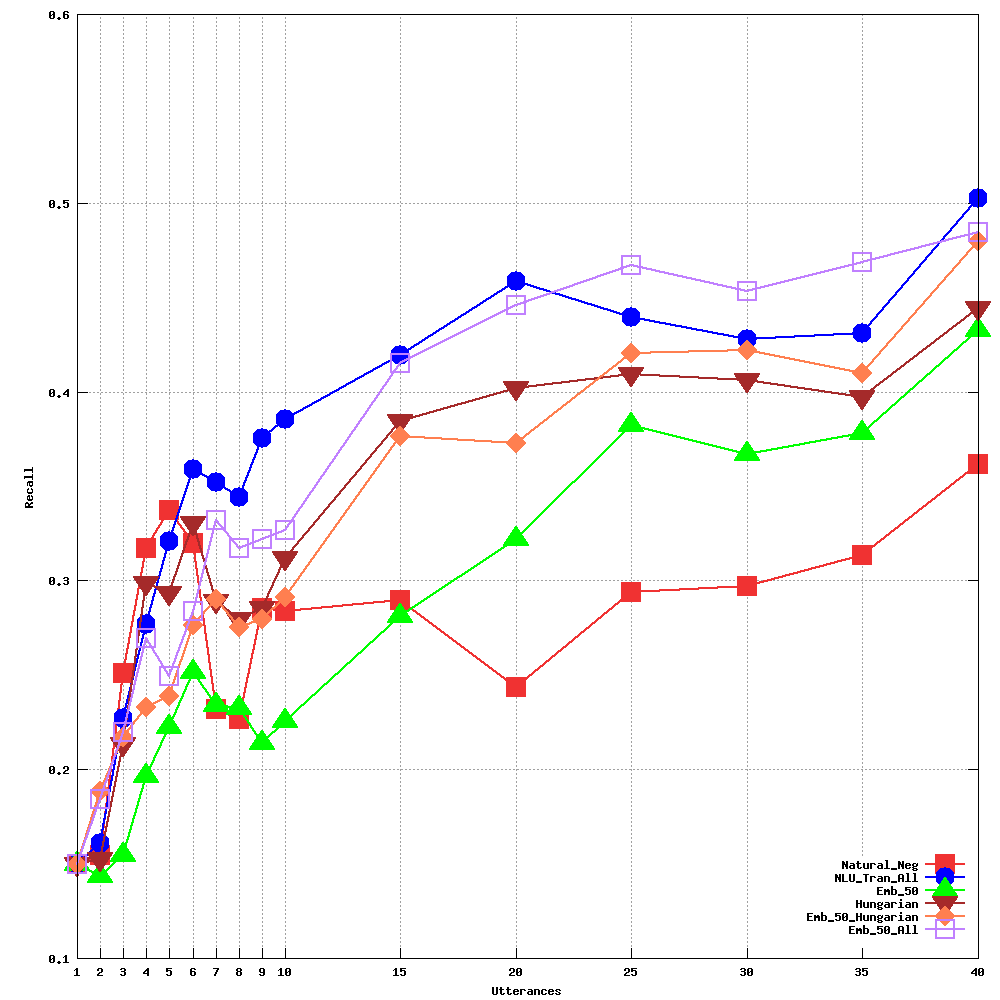 0.6
0.5
0.4
0.3
0.2
0.1
Recall
1 2 3 4 5 6 7 8 9 10 15 20 25 30 35 40
Utterances
Natural_Neg
NLU_Tran_All
Emb_50
Hungarian
Emb_50_Hungarian
Emb_50_All